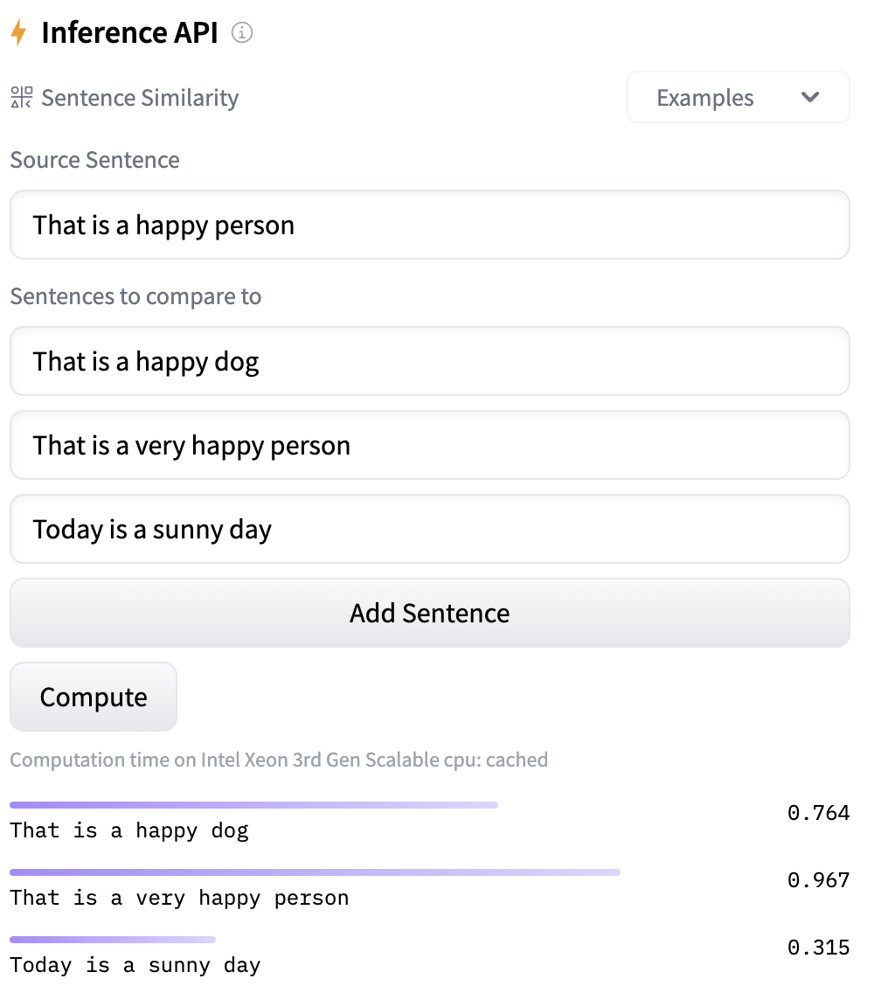 Inference API
Sentence Similarity
Examples
Source Sentence
That is a happy person
Sentences to compare to
That is a happy dog
That is a very happy person
Today is a sunny day
Add Sentence
Compute
Computation time on Intel Xeon 3rd Gen Scalable cpu: cached
0.764
That is a happy dog
0.967
That is a very happy person
0.315
Today is a sunny day